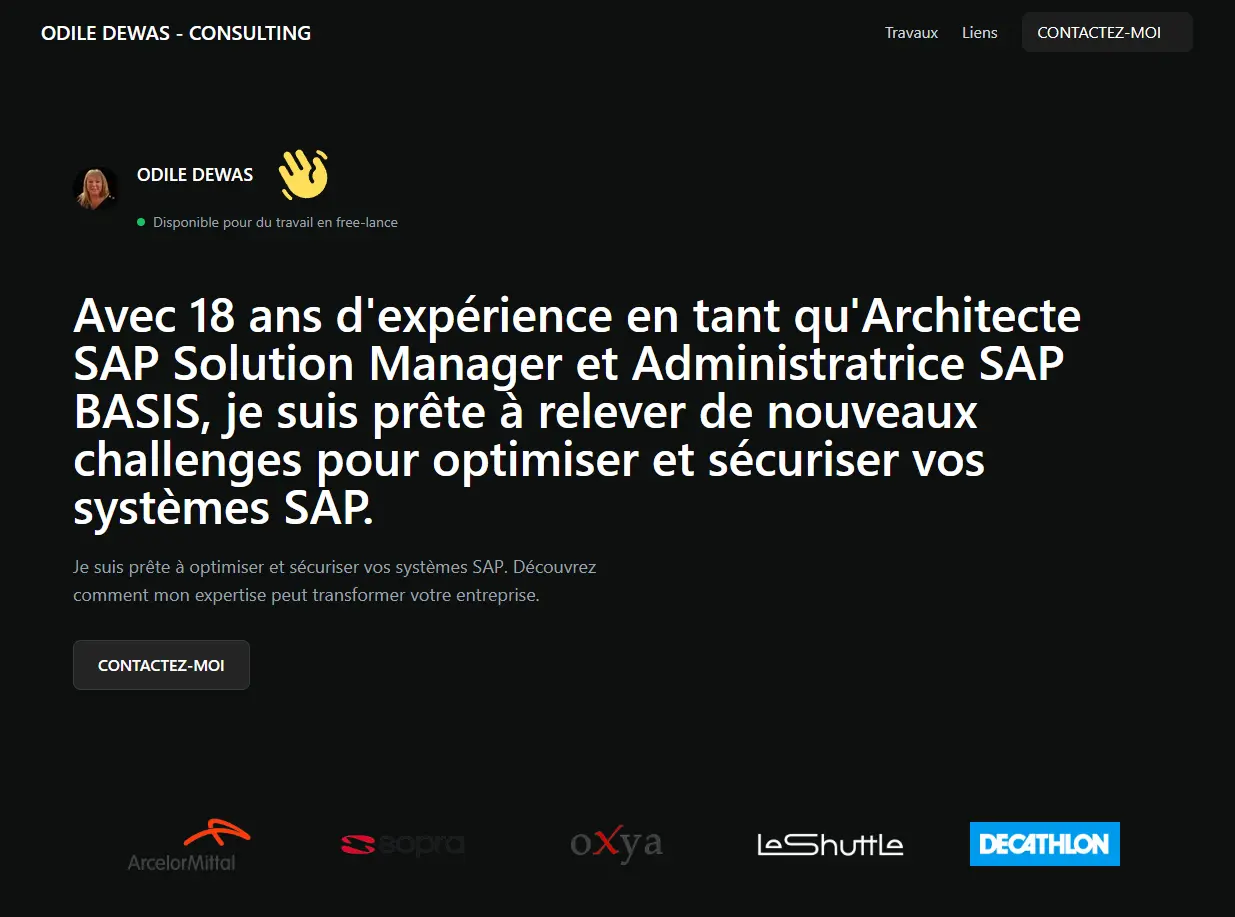 ODILE DEWAS - CONSULTING
Travaux
Liens
CONTACTEZ-MOI
ODILE DEWAS
Disponible pour du travail en free-lance
Avec 18 ans d'expérience en tant qu'Architecte
SAP Solution Manager et Administratrice SAP
BASIS, je suis prête à relever de nouveaux
challenges pour optimiser et sécuriser vos
systèmes SAP.
Je suis prête à optimiser et sécuriser vos systèmes SAP. Découvrez
comment mon expertise peut transformer votre entreprise.
CONTACTEZ-MOI
ArcelorMittal
sopra
oXya
LeShuttle
DECATHLON